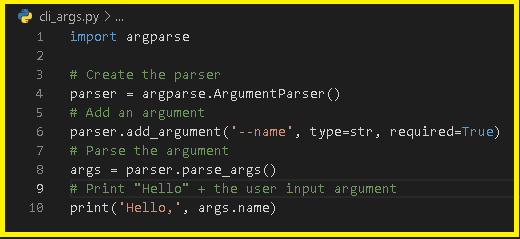 cli_args.py > ...
1 import argparse
2
3 # Create the parser
4 parser = argparse.ArgumentParser()
5 # Add an argument
6 parser.add_argument('--name', type=str, required=True)
7 # Parse the argument
8 args = parser.parse_args()
9 # Print "Hello" + the user input argument
10 print('Hello,', args.name)